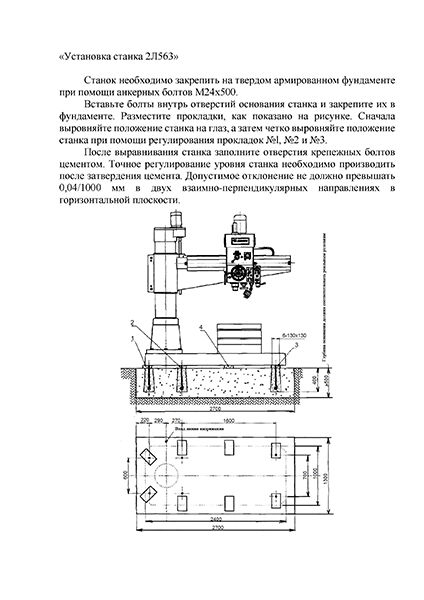 «Установка станка 2Л563»
Станок необходимо закрепить на твердом армированном фундаменте
при помощи анкерных болтов М24х500.
Вставьте болты внутрь отверстий основания станка и закрепите их в
фундаменте. Разместите прокладки, как показано на рисунке. Сначала
выровняйте положение станка на глаз, а затем четко выровняйте положение
станка при помощи регулирования прокладок №1, №2 и №3.
После выравнивания станка заполните отверстия крепежных болтов
цементом. Точное регулирование уровня станка необходимо производить
после затвердения цемента. Допустимое отклонение не должно превышать
0,04/1000 мм в двух взаимно-перпендикулярных направлениях в
горизонтальной плоскости.
2
4
6-130х130
1
3
400
2700
220
290
270
1600
Ввод линии напряжения
600
700
1000
1300
2400
2700